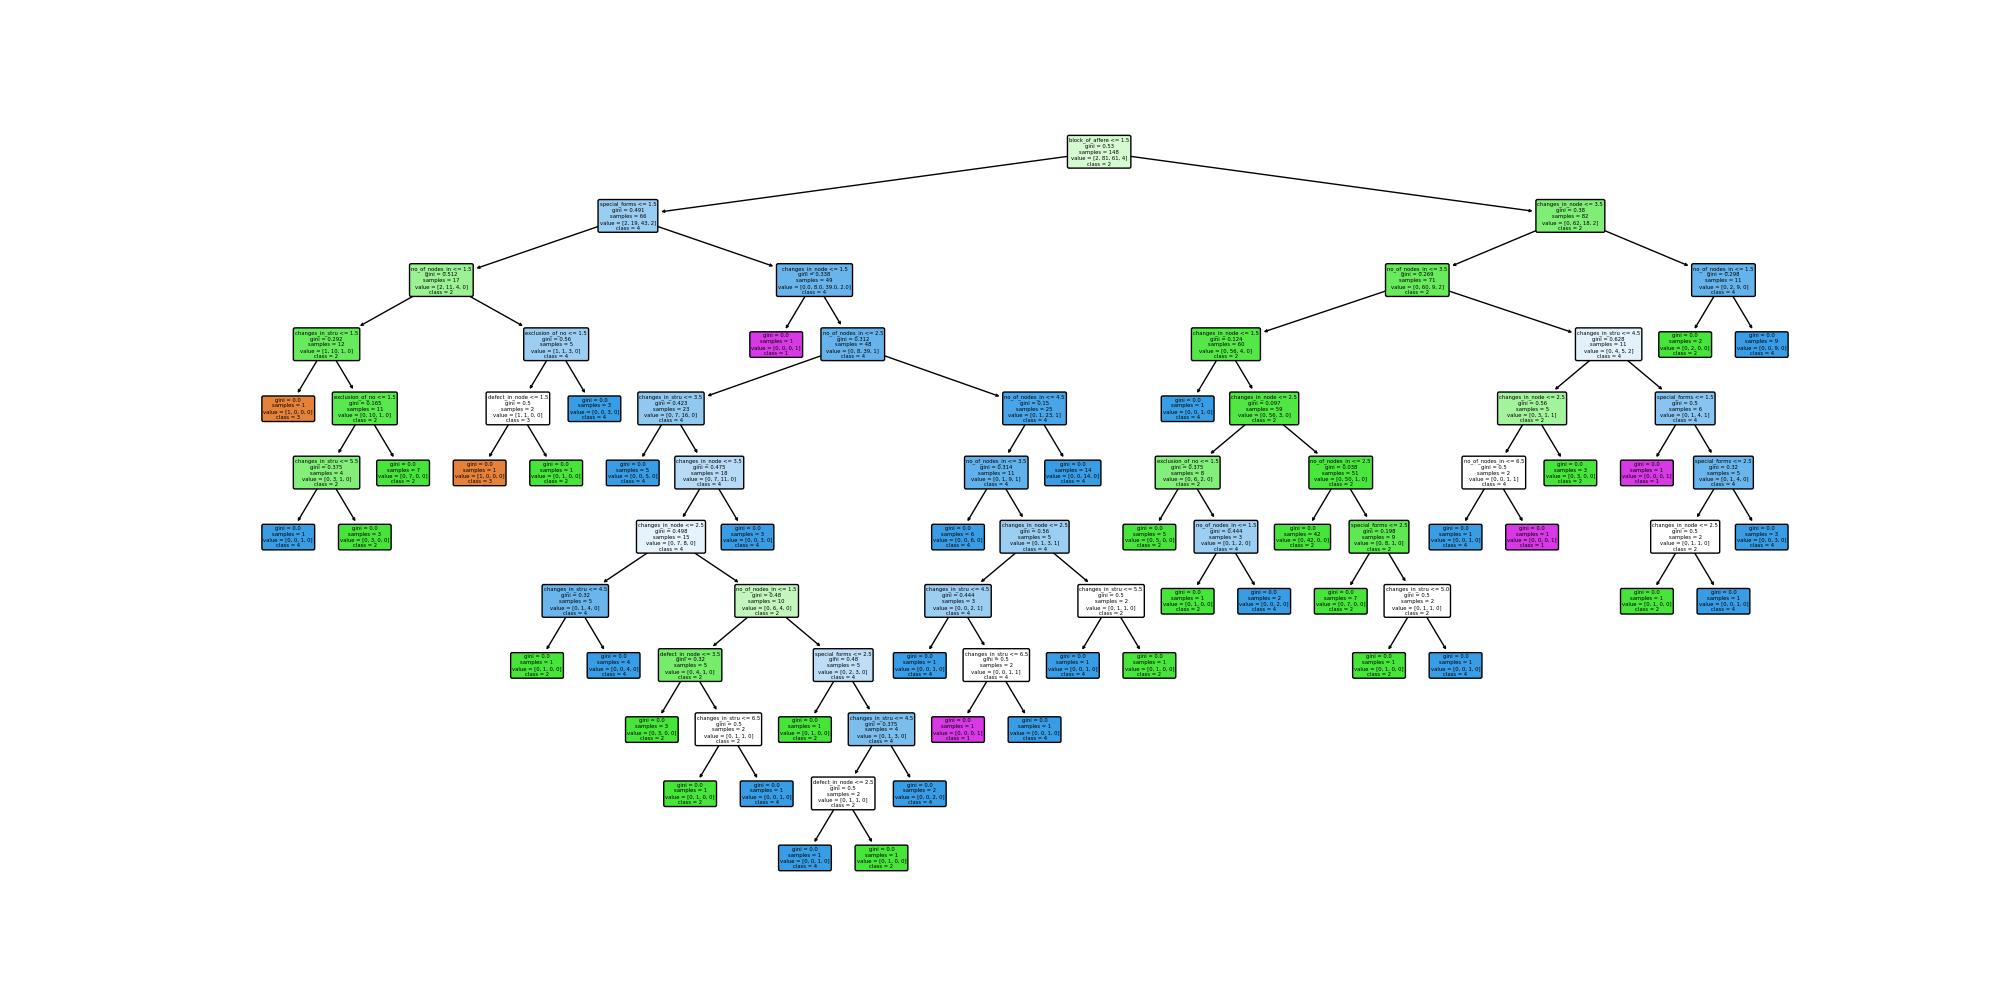 block_of_affere <= 1.5
gini = 0.53
samples = 148
value = [2, 81, 61, 4]
class = 2
special_forms <= 1.5
gini = 0.491
samples = 66
value = [2, 19, 43, 2]
class = 4
changes_in_node <= 3.5
gini = 0.38
samples = 82
value = [0, 62, 18, 2]
class = 2
no_of_nodes_in <= 1.5
gini = 0.512
samples = 17
value = [2, 11, 4, 0]
class = 2
changes_in_node <= 1.5
gini = 0.338
samples = 49
value = [0.0, 8.0, 39.0, 2.0]
class = 4
no_of_nodes_in <= 3.5
gini = 0.269
samples = 71
value = [0, 60, 9, 2]
class = 2
no_of_nodes_in <= 1.5
gini = 0.298
samples = 11
value = [0, 2, 9, 0]
class = 4
changes_in_stru <= 1.5
gini = 0.292
samples = 12
value = [1, 10, 1, 0]
class = 2
exclusion_of_no <= 1.5
gini = 0.56
samples = 5
value = [1, 1, 3, 0]
class = 4
gini = 0.0
samples = 1
value = [0, 0, 0, 1]
class = 1
no_of_nodes_in <= 2.5
gini = 0.312
samples = 48
value = [0, 8, 39, 1]
class = 4
changes_in_node <= 1.5
gini = 0.124
samples = 60
value = [0, 56, 4, 0]
class = 2
changes_in_stru <= 4.5
gini = 0.628
samples = 11
value = [0, 4, 5, 2]
class = 4
gini = 0.0
samples = 2
value = [0, 2, 0, 0]
class = 2
gini = 0.0
samples = 9
value = [0, 0, 9, 0]
class = 4
gini = 0.0
samples = 1
value = [1, 0, 0, 0]
class = 3
exclusion_of_no <= 1.5
gini = 0.165
samples = 11
value = [0, 10, 1, 0]
class = 2
defect_in_node <= 1.5
gini = 0.5
samples = 2
value = [1, 1, 0, 0]
class = 3
gini = 0.0
samples = 3
value = [0, 0, 3, 0]
class = 4
changes_in_stru <= 3.5
gini = 0.423
samples = 23
value = [0, 7, 16, 0]
class = 4
no_of_nodes_in <= 4.5
gini = 0.15
samples = 25
value = [0, 1, 23, 1]
class = 4
gini = 0.0
samples = 1
value = [0, 0, 1, 0]
class = 4
changes_in_node <= 2.5
gini = 0.097
samples = 59
value = [0, 56, 3, 0]
class = 2
changes_in_node <= 2.5
gini = 0.56
samples = 5
value = [0, 3, 1, 1]
class = 2
special_forms <= 1.5
gini = 0.5
samples = 6
value = [0, 1, 4, 1]
class = 4
changes_in_stru <= 5.5
gini = 0.375
samples = 4
value = [0, 3, 1, 0]
class = 2
gini = 0.0
samples = 7
value = [0, 7, 0, 0]
class = 2
gini = 0.0
samples = 1
value = [1, 0, 0, 0]
class = 3
gini = 0.0
samples = 1
value = [0, 1, 0, 0]
class = 2
gini = 0.0
samples = 5
value = [0, 0, 5, 0]
class = 4
changes_in_node <= 3.5
gini = 0.475
samples = 18
value = [0, 7, 11, 0]
class = 4
no_of_nodes_in <= 3.5
gini = 0.314
samples = 11
value = [0, 1, 9, 1]
class = 4
gini = 0.0
samples = 14
value = [0, 0, 14, 0]
class = 4
exclusion_of_no <= 1.5
gini = 0.375
samples = 8
value = [0, 6, 2, 0]
class = 2
no_of_nodes_in <= 2.5
gini = 0.038
samples = 51
value = [0, 50, 1, 0]
class = 2
no_of_nodes_in <= 6.5
gini = 0.5
samples = 2
value = [0, 0, 1, 1]
class = 4
gini = 0.0
samples = 3
value = [0, 3, 0, 0]
class = 2
gini = 0.0
samples = 1
value = [0, 0, 0, 1]
class = 1
special_forms <= 2.5
gini = 0.32
samples = 5
value = [0, 1, 4, 0]
class = 4
gini = 0.0
samples = 1
value = [0, 0, 1, 0]
class = 4
gini = 0.0
samples = 3
value = [0, 3, 0, 0]
class = 2
changes_in_node <= 2.5
gini = 0.498
samples = 15
value = [0, 7, 8, 0]
class = 4
gini = 0.0
samples = 3
value = [0, 0, 3, 0]
class = 4
gini = 0.0
samples = 6
value = [0, 0, 6, 0]
class = 4
changes_in_node <= 2.5
gini = 0.56
samples = 5
value = [0, 1, 3, 1]
class = 4
gini = 0.0
samples = 5
value = [0, 5, 0, 0]
class = 2
no_of_nodes_in <= 1.5
gini = 0.444
samples = 3
value = [0, 1, 2, 0]
class = 4
gini = 0.0
samples = 42
value = [0, 42, 0, 0]
class = 2
special_forms <= 2.5
gini = 0.198
samples = 9
value = [0, 8, 1, 0]
class = 2
gini = 0.0
samples = 1
value = [0, 0, 1, 0]
class = 4
gini = 0.0
samples = 1
value = [0, 0, 0, 1]
class = 1
changes_in_node <= 2.5
gini = 0.5
samples = 2
value = [0, 1, 1, 0]
class = 2
gini = 0.0
samples = 3
value = [0, 0, 3, 0]
class = 4
changes_in_stru <= 4.5
gini = 0.32
samples = 5
value = [0, 1, 4, 0]
class = 4
no_of_nodes_in <= 1.5
gini = 0.48
samples = 10
value = [0, 6, 4, 0]
class = 2
changes_in_stru <= 4.5
gini = 0.444
samples = 3
value = [0, 0, 2, 1]
class = 4
changes_in_stru <= 5.5
gini = 0.5
samples = 2
value = [0, 1, 1, 0]
class = 2
gini = 0.0
samples = 1
value = [0, 1, 0, 0]
class = 2
gini = 0.0
samples = 2
value = [0, 0, 2, 0]
class = 4
gini = 0.0
samples = 7
value = [0, 7, 0, 0]
class = 2
changes_in_stru <= 5.0
gini = 0.5
samples = 2
value = [0, 1, 1, 0]
class = 2
gini = 0.0
samples = 1
value = [0, 1, 0, 0]
class = 2
gini = 0.0
samples = 1
value = [0, 0, 1, 0]
class = 4
gini = 0.0
samples = 1
value = [0, 1, 0, 0]
class = 2
gini = 0.0
samples = 4
value = [0, 0, 4, 0]
class = 4
defect_in_node <= 3.5
gini = 0.32
samples = 5
value = [0, 4, 1, 0]
class = 2
special_forms <= 2.5
gini = 0.48
samples = 5
value = [0, 2, 3, 0]
class = 4
gini = 0.0
samples = 1
value = [0, 0, 1, 0]
class = 4
changes_in_stru <= 6.5
gini = 0.5
samples = 2
value = [0, 0, 1, 1]
class = 4
gini = 0.0
samples = 1
value = [0, 0, 1, 0]
class = 4
gini = 0.0
samples = 1
value = [0, 1, 0, 0]
class = 2
gini = 0.0
samples = 1
value = [0, 1, 0, 0]
class = 2
gini = 0.0
samples = 1
value = [0, 0, 1, 0]
class = 4
gini = 0.0
samples = 3
value = [0, 3, 0, 0]
class = 2
changes_in_stru <= 6.5
gini = 0.5
samples = 2
value = [0, 1, 1, 0]
class = 2
gini = 0.0
samples = 1
value = [0, 1, 0, 0]
class = 2
changes_in_stru <= 4.5
gini = 0.375
samples = 4
value = [0, 1, 3, 0]
class = 4
gini = 0.0
samples = 1
value = [0, 0, 0, 1]
class = 1
gini = 0.0
samples = 1
value = [0, 0, 1, 0]
class = 4
gini = 0.0
samples = 1
value = [0, 1, 0, 0]
class = 2
gini = 0.0
samples = 1
value = [0, 0, 1, 0]
class = 4
defect_in_node <= 2.5
gini = 0.5
samples = 2
value = [0, 1, 1, 0]
class = 2
gini = 0.0
samples = 2
value = [0, 0, 2, 0]
class = 4
gini = 0.0
samples = 1
value = [0, 0, 1, 0]
class = 4
gini = 0.0
samples = 1
value = [0, 1, 0, 0]
class = 2